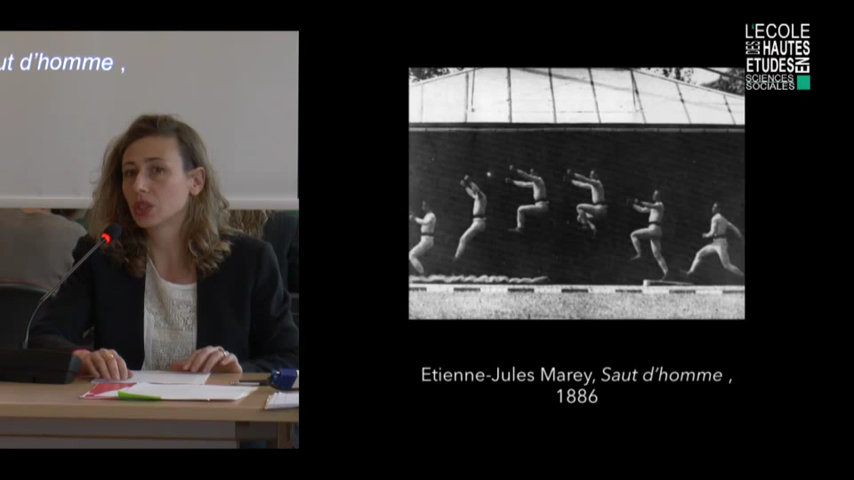 ut d'homme ,
L'ECOLE
DES HAUTES
ETUDES EN
SCIENCES
SOCIALES
Etienne-Jules Marey, Saut d'homme ,
1886